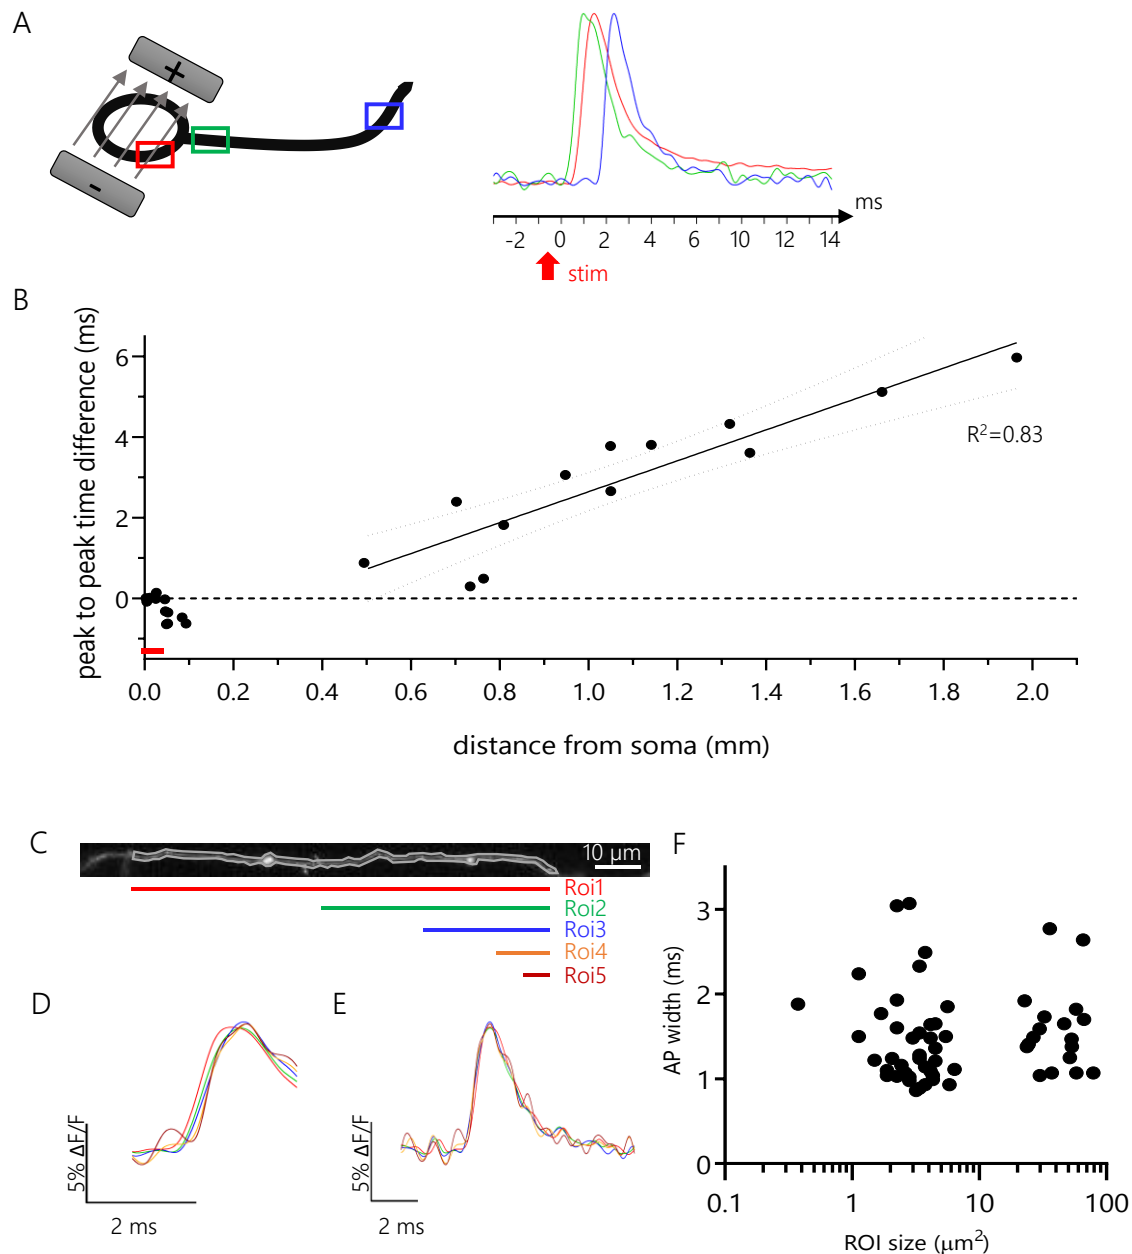 A
+
-
ms
-2 0 2 4 6 8 10 12 14
stim
B
peak to peak time difference (ms)
6
4
2
0
R²=0.83
0.0 0.2 0.4 0.6 0.8 1.0 1.2 1.4 1.6 1.8 2.0
distance from soma (mm)
C
10 µm
Roi1
Roi2
Roi3
Roi4
Roi5
D
5% ΔF/F
2 ms
E
5% ΔF/F
2 ms
F
AP width (ms)
3
2
1
0
0.1 1 10 100
ROI size (µm²)